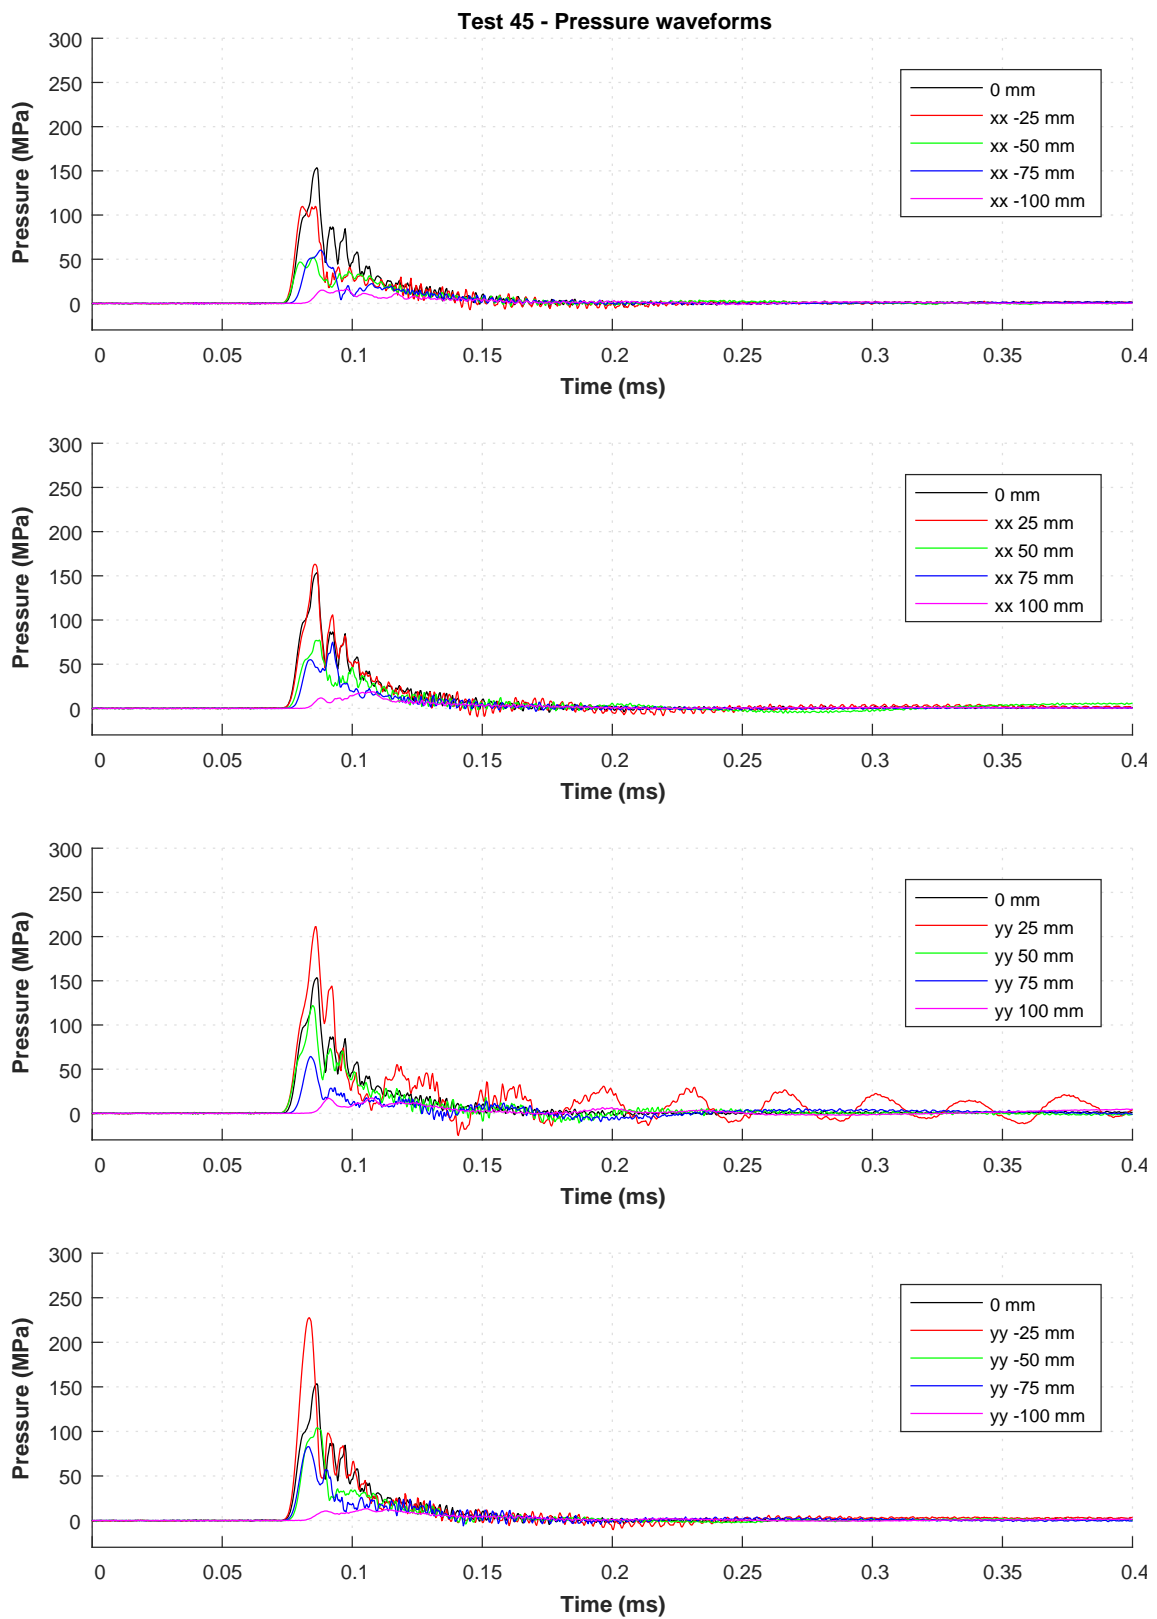 Test 45 - Pressure waveforms
300
250
200
150
100
50
0
Pressure (MPa)
0 mm
xx -25 mm
xx -50 mm
xx -75 mm
xx -100 mm
0 0.05 0.1 0.15 0.2 0.25 0.3 0.35 0.4
Time (ms)
300
250
200
150
100
50
0
Pressure (MPa)
0 mm
xx 25 mm
xx 50 mm
xx 75 mm
xx 100 mm
0 0.05 0.1 0.15 0.2 0.25 0.3 0.35 0.4
Time (ms)
300
250
200
150
100
50
0
Pressure (MPa)
0 mm
yy 25 mm
yy 50 mm
yy 75 mm
yy 100 mm
0 0.05 0.1 0.15 0.2 0.25 0.3 0.35 0.4
Time (ms)
300
250
200
150
100
50
0
Pressure (MPa)
0 mm
yy -25 mm
yy -50 mm
yy -75 mm
yy -100 mm
0 0.05 0.1 0.15 0.2 0.25 0.3 0.35 0.4
Time (ms)